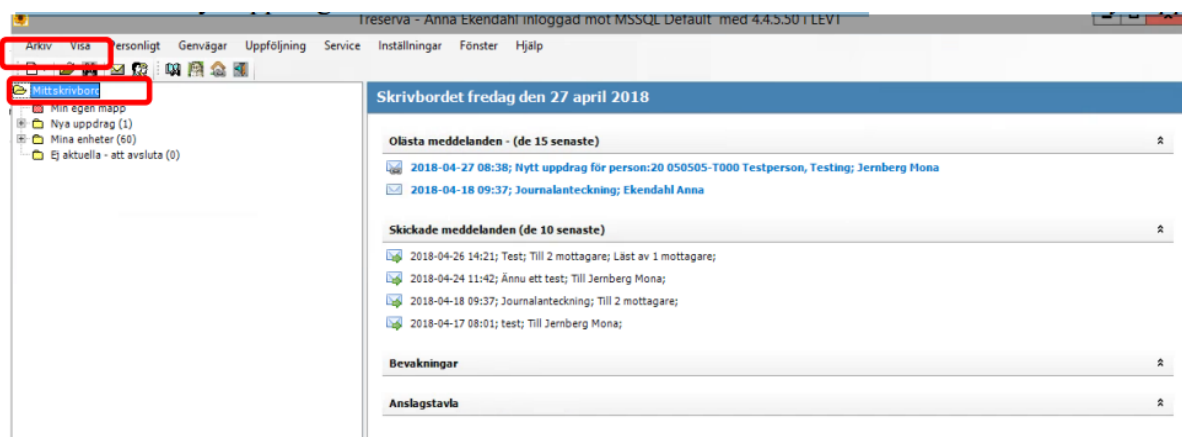 Treserva - Anna Ekendahl inloggad mot MSSQL Default med 4.4.5.50 i LEV1
Arkiv Visa Personligt Genvägar Uppföljning Service Inställningar Fönster Hjälp
Mittskrivbord
Min egen mapp
Nya uppdrag (1)
Mina enheter (60)
Ej aktuella - att avsluta (0)
Skrivbordet fredag den 27 april 2018
Olästa meddelanden - (de 15 senaste)
2018-04-27 08:38; Nytt uppdrag för person:20 050505-T000 Testperson, Testing; Jernberg Mona
2018-04-18 09:37; Journalanteckning; Ekendahl Anna
Skickade meddelanden (de 10 senaste)
2018-04-26 14:21; Test; Till 2 mottagare; Läst av 1 mottagare;
2018-04-24 11:42; Ännu ett test; Till Jernberg Mona;
2018-04-18 09:37; Journalanteckning; Till 2 mottagare;
2018-04-17 08:01; test; Till Jernberg Mona;
Bevakningar
Anslagstavla